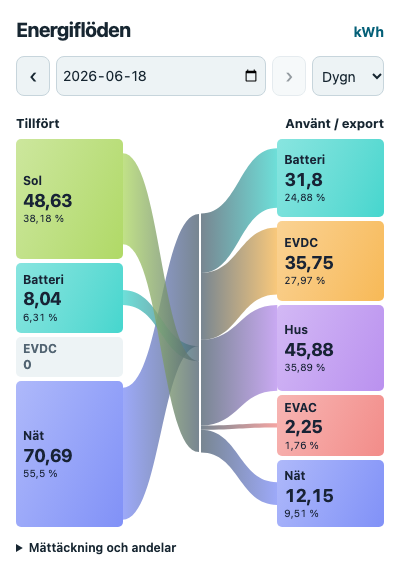 Energiflöden
kWh
2026-06-18
Dygn
Tillfört
Använt / export
Sol
48,63
38,18 %
Batteri
8,04
6,31 %
EVDC
0
Nät
70,69
55,5 %
Batteri
31,8
24,88 %
EVDC
35,75
27,97 %
Hus
45,88
35,89 %
EVAC
2,25
1,76 %
Nät
12,15
9,51 %
Mättäckning och andelar